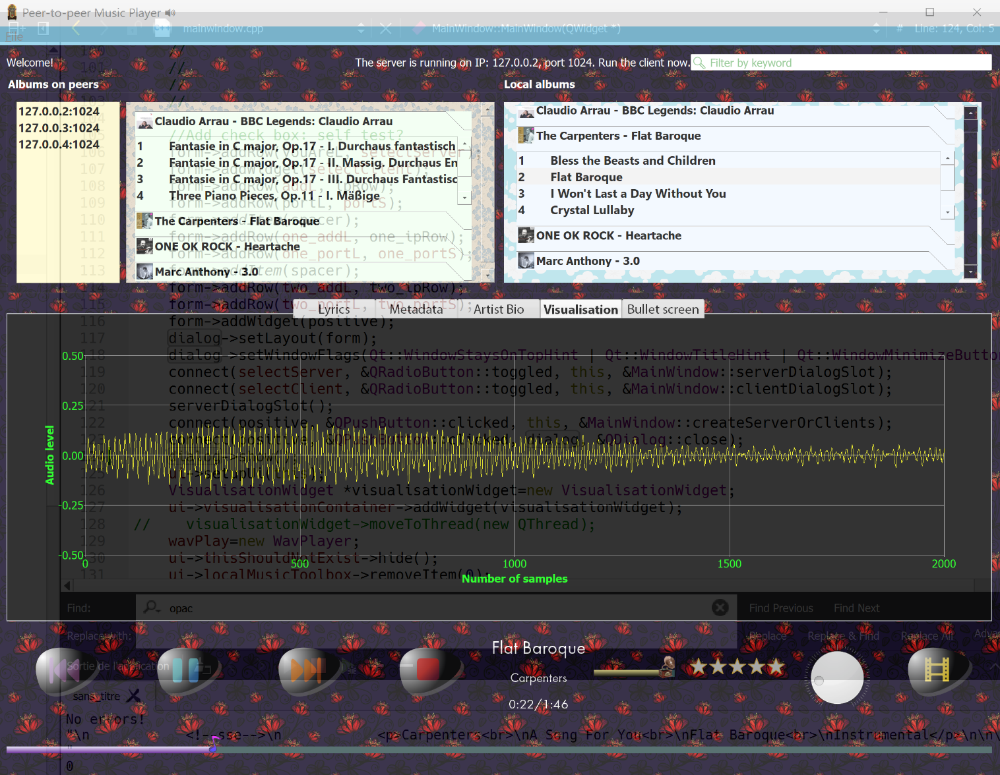 Peer-to-peer Music Player
File
mainwindow.cpp
MainWindow::MainWindow(QWidget *)
# Line: 124, Col: 5
Welcome!
The server is running on IP: 127.0.0.2, port 1024. Run the client now.
Filter by keyword
Albums on peers
Local albums
127.0.0.2:1024
127.0.0.3:1024
127.0.0.4:1024
Claudio Arrau - BBC Legends: Claudio Arrau
1 Fantasie in C major, Op.17 - I. Durchaus fantastisch
2 Fantasie in C major, Op.17 - II. Massig. Durchaus En
3 Fantasie in C major, Op.17 - III. Durchaus Fantastisc
4 Three Piano Pieces, Op.11 - I. Mäßige
The Carpenters - Flat Baroque
ONE OK ROCK - Heartache
Marc Anthony - 3.0
Claudio Arrau - BBC Legends: Claudio Arrau
The Carpenters - Flat Baroque
1 Bless the Beasts and Children
2 Flat Baroque
3 I Won't Last a Day Without You
4 Crystal Lullaby
ONE OK ROCK - Heartache
Marc Anthony - 3.0
//
101 //
//
//
//Add check box: self test?
form->addRow(youAreL, selectServer);
107 form->addWidget(selectClient);
108 form->addRow(addL, ipRow);
109 form->addRow(portL, portS);
110 form->addItem(spacer);
111 form->addRow(one_addL, one_ipRow);
112 form->addRow(one_portL, one_portS);
113 form->addItem(spacer);
114 form->addRow(two_addL, two_ipRow);
115 form->addRow(two_portL, two_portS);
Lyrics
Metadata
Artist Bio
Visualisation
Bullet screen
116 form->addWidget(positive);
117 dialog->setLayout(form);
118 dialog->setWindowFlags(Qt::WindowStaysOnTopHint | Qt::WindowTitleHint | Qt::WindowMinimizeButto
119 connect(selectServer, &QRadioButton::toggled, this, &MainWindow::serverDialogSlot);
120 connect(selectClient, &QRadioButton::toggled, this, &MainWindow::clientDialogSlot);
121 serverDialogSlot();
122 connect(positive, &QPushButton::clicked, this, &MainWindow::createServerOrClients);
123 connect(positive, &QPushButton::clicked, dialog, &QDialog::close);
125 ui->setupUi(this);
126 VisualisationWidget *visualisationWidget=new VisualisationWidget;
127 ui->visualisationContainer->addWidget(visualisationWidget);
128 // visualisationWidget->moveToThread(new QThread);
129 wavPlay=new WavPlayer;
130 ui->thisShouldNotExist->hide();
131 ui->localMusicToolbox->removeItem(0);
0.50
0.25
0.00
-0.25
-0.50
Audio level
0 500 1000 1500 2000
Number of samples
Find: opac Find Previous Find Next
Replace with: Replace Replace & Find Replace All Adva
Sortie de l'application
Flat Baroque
Carpenters
0:22/1:46
sans_titre
No errors!
"\n <!--sse-->\n <p>Carpenters<br>\nA Song For You<br>\nFlat Baroque<br>\nInstrumental</p>\n\n\
"
0